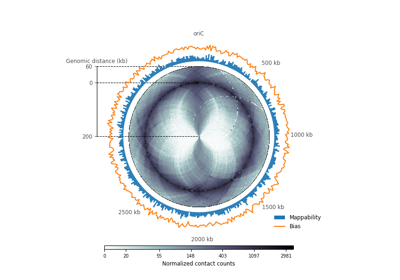 oriC
Genomic distance (kb)
60
0
200
500 kb
1000 kb
1500 kb
2000 kb
2500 kb
Mappability
Bias
0 20 55 148 403 1097 2981
Normalized contact counts